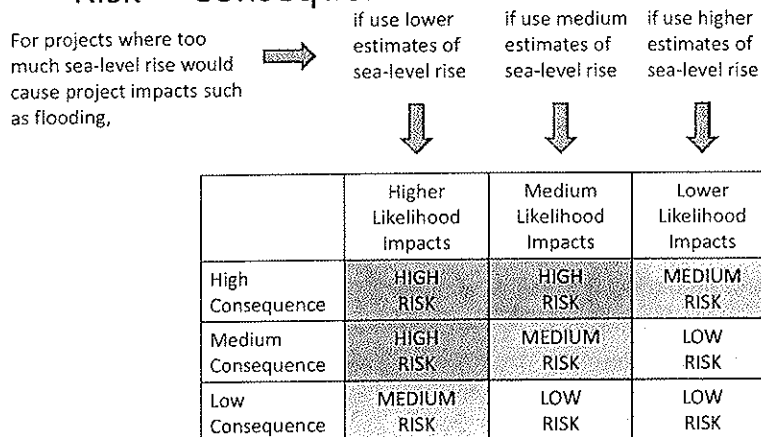 For projects where too
much sea-level rise would
cause project impacts such
as flooding,
if use lower
estimates of
sea-level rise
if use medium
estimates of
sea-level rise
if use higher
estimates of
sea-level rise
Higher
Likelihood
Impacts
Medium
Likelihood
Impacts
Lower
Likelihood
Impacts
High
Consequence
HIGH
RISK
HIGH
RISK
MEDIUM
RISK
Medium
Consequence
HIGH
RISK
MEDIUM
RISK
LOW
RISK
Low
Consequence
MEDIUM
RISK
LOW
RISK
LOW
RISK